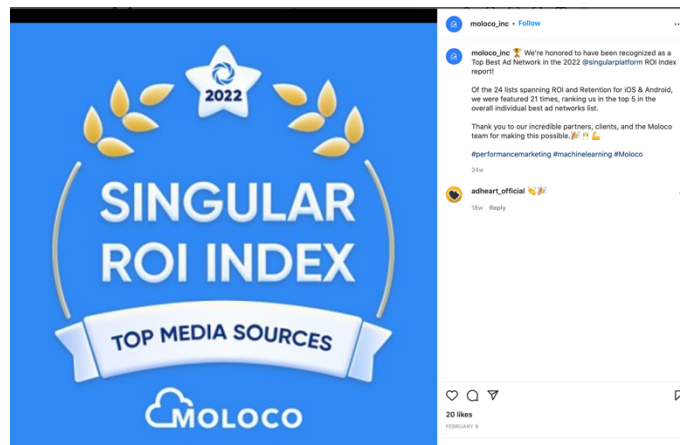 2022
SINGULAR
ROI INDEX
TOP MEDIA SOURCES
MOLOCO
moloco_inc • Follow
moloco_inc 🏆 We're honored to have been recognized as a
Top Best Ad Network in the 2022 @singularplatform ROI Index
report!
Of the 24 lists spanning ROI and Retention for iOS & Android,
we were featured 21 times, ranking us in the top 5 in the
overall individual best ad networks list.
Thank you to our incredible partners, clients, and the Moloco
team for making this possible.🎉🥂💪
#performancemarketing #machinelearning #Moloco
24w
adheart_official 👏🎉
18w Reply
20 likes
FEBRUARY 9